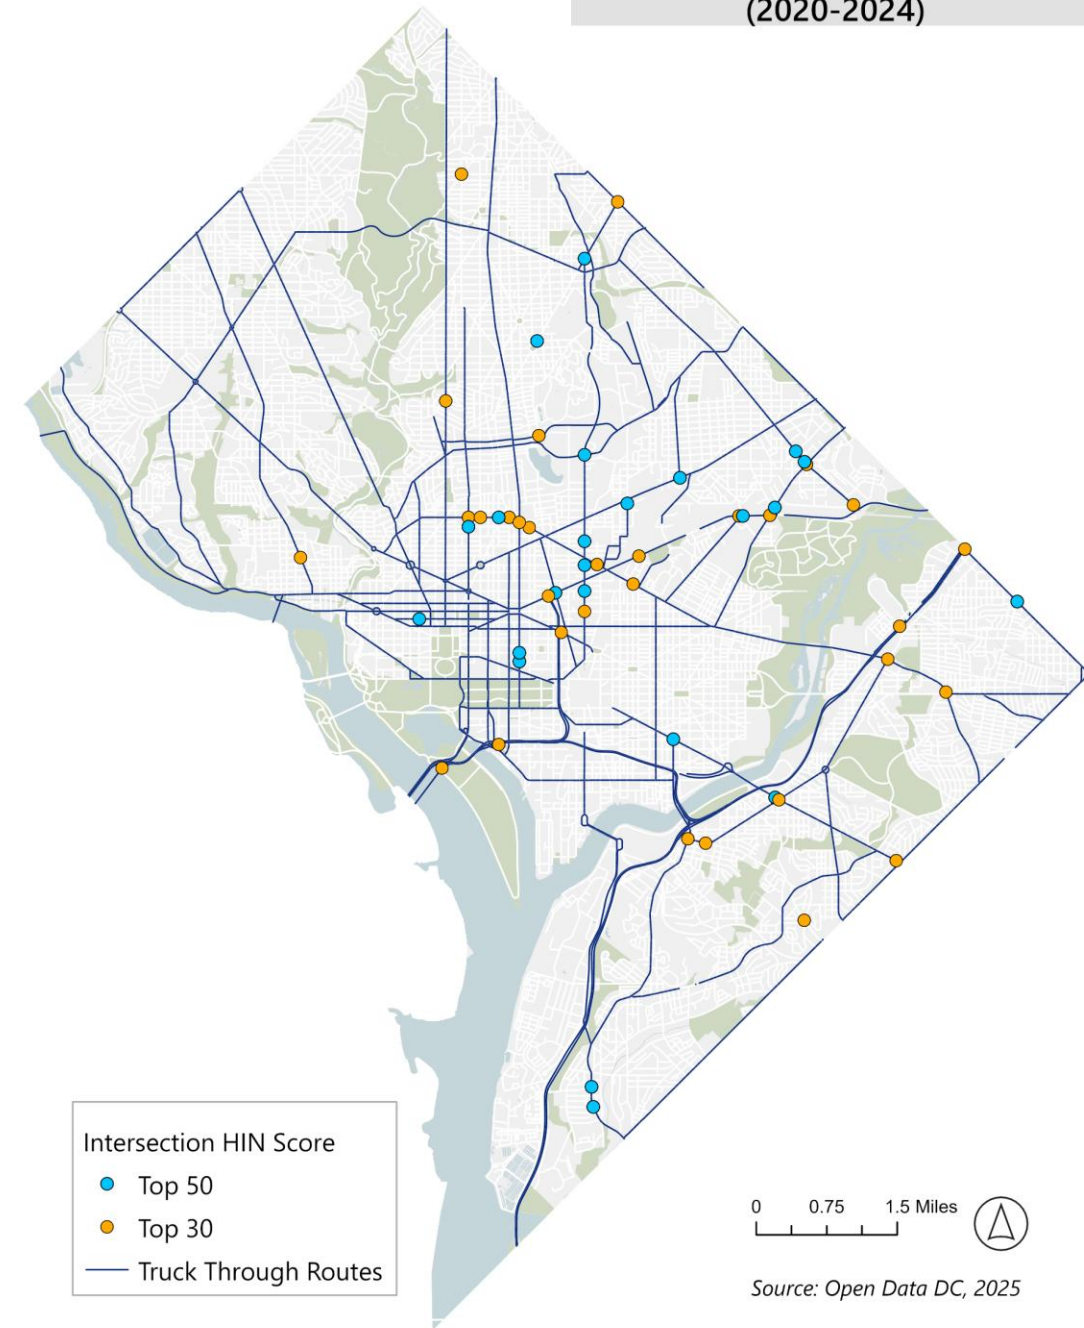 (2020-2024)
Intersection HIN Score
Top 50
Top 30
Truck Through Routes
0 0.75 1.5 Miles
Source: Open Data DC, 2025